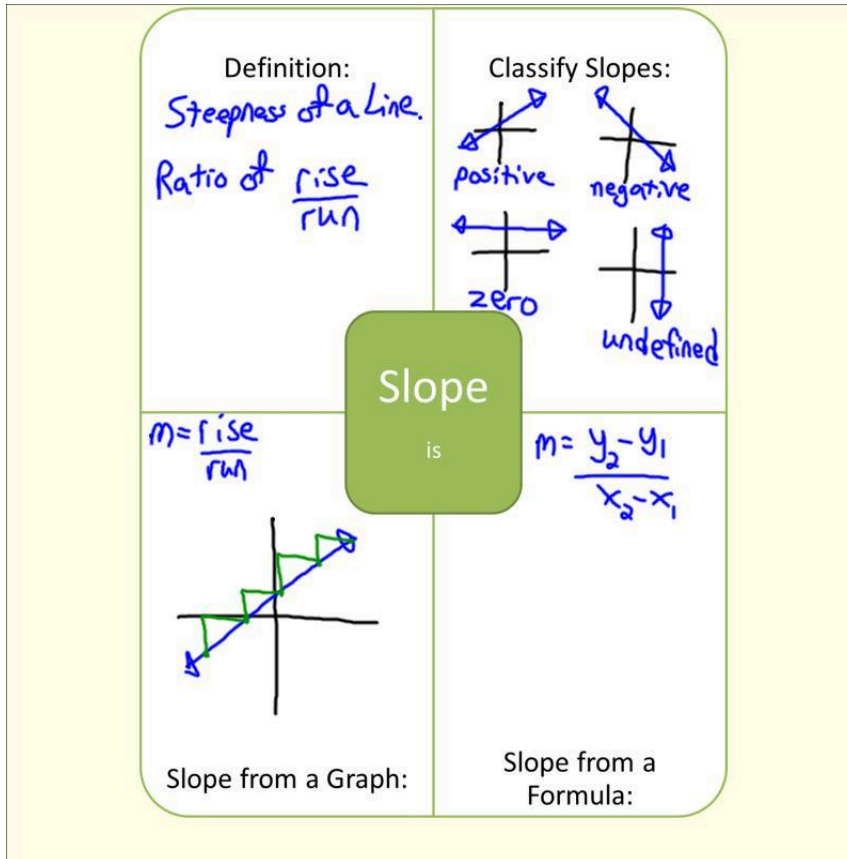 Definition:
Steepness of a Line.
Ratio of rise
run
Classify Slopes:
positive
negative
zero
undefined
Slope
is
m=rise
run
Slope from a Graph:
m= y₂-y₁
x₂-x₁
Slope from a
Formula: